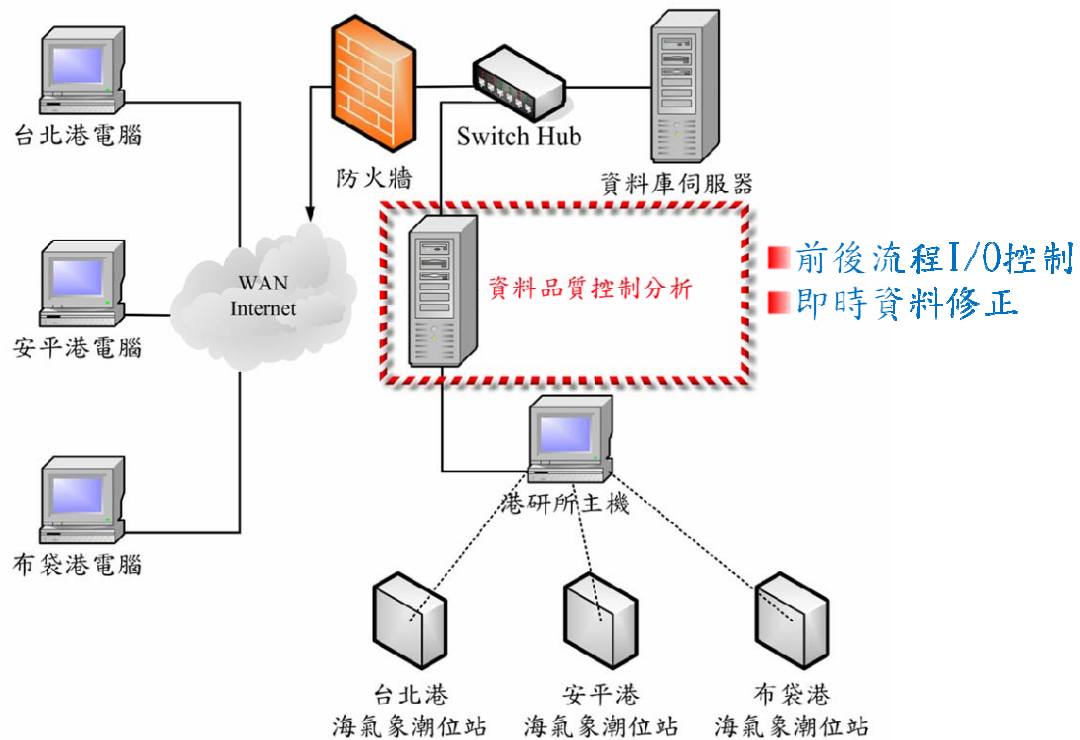 台北港電腦
防火牆
Switch Hub
資料庫伺服器
安平港電腦
WAN
Internet
資料品質控制分析
前後流程I/O控制
即時資料修正
布袋港電腦
港研所主機
台北港
海氣象潮位站
安平港
海氣象潮位站
布袋港
海氣象潮位站